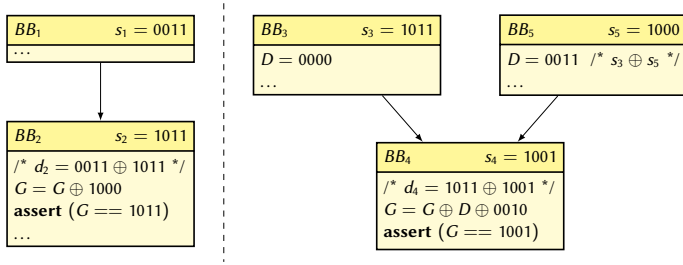 BB₁ s₁ = 0011
...
BB₂ s₂ = 1011
/* d₂ = 0011 ⊕ 1011 */
G = G ⊕ 1000
assert (G == 1011)
...
BB₃ s₃ = 1011
D = 0000
...
BB₅ s₅ = 1000
D = 0011 /* s₃ ⊕ s₅ */
...
BB₄ s₄ = 1001
/* d₄ = 1011 ⊕ 1001 */
G = G ⊕ D ⊕ 0010
assert (G == 1001)